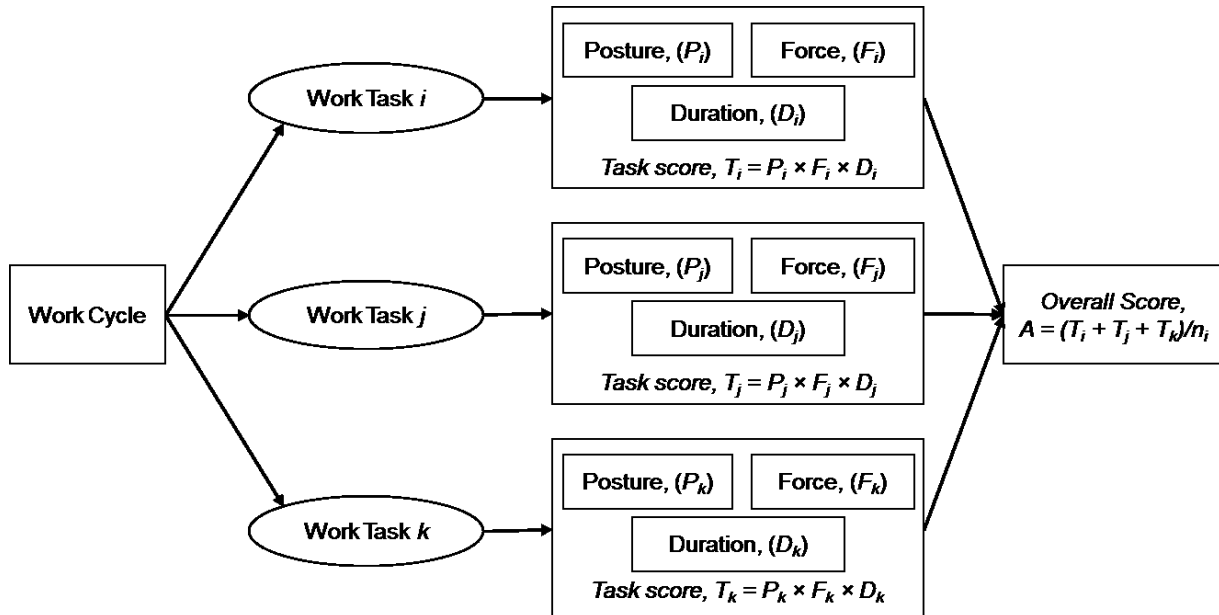 Posture, (Pi)
Force, (Fi)
Work Task i
Duration, (Di)
Task score, Ti = Pi × Fi × Di
Posture, (Pj)
Force, (Fj)
Work Cycle
Work Task j
Duration, (Dj)
Task score, Tj = Pj × Fj × Dj
Overall Score,
A = (Ti + Tj + Tk)/ni
Posture, (Pk)
Force, (Fk)
Work Task k
Duration, (Dk)
Task score, Tk = Pk × Fk × Dk